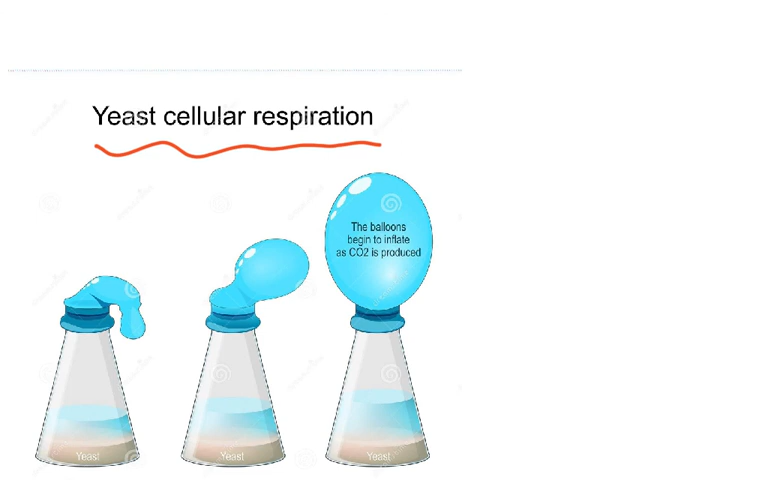 Yeast cellular respiration
The balloons
begin to inflate
as CO2 is produced
Yeast
Yeast
Yeast